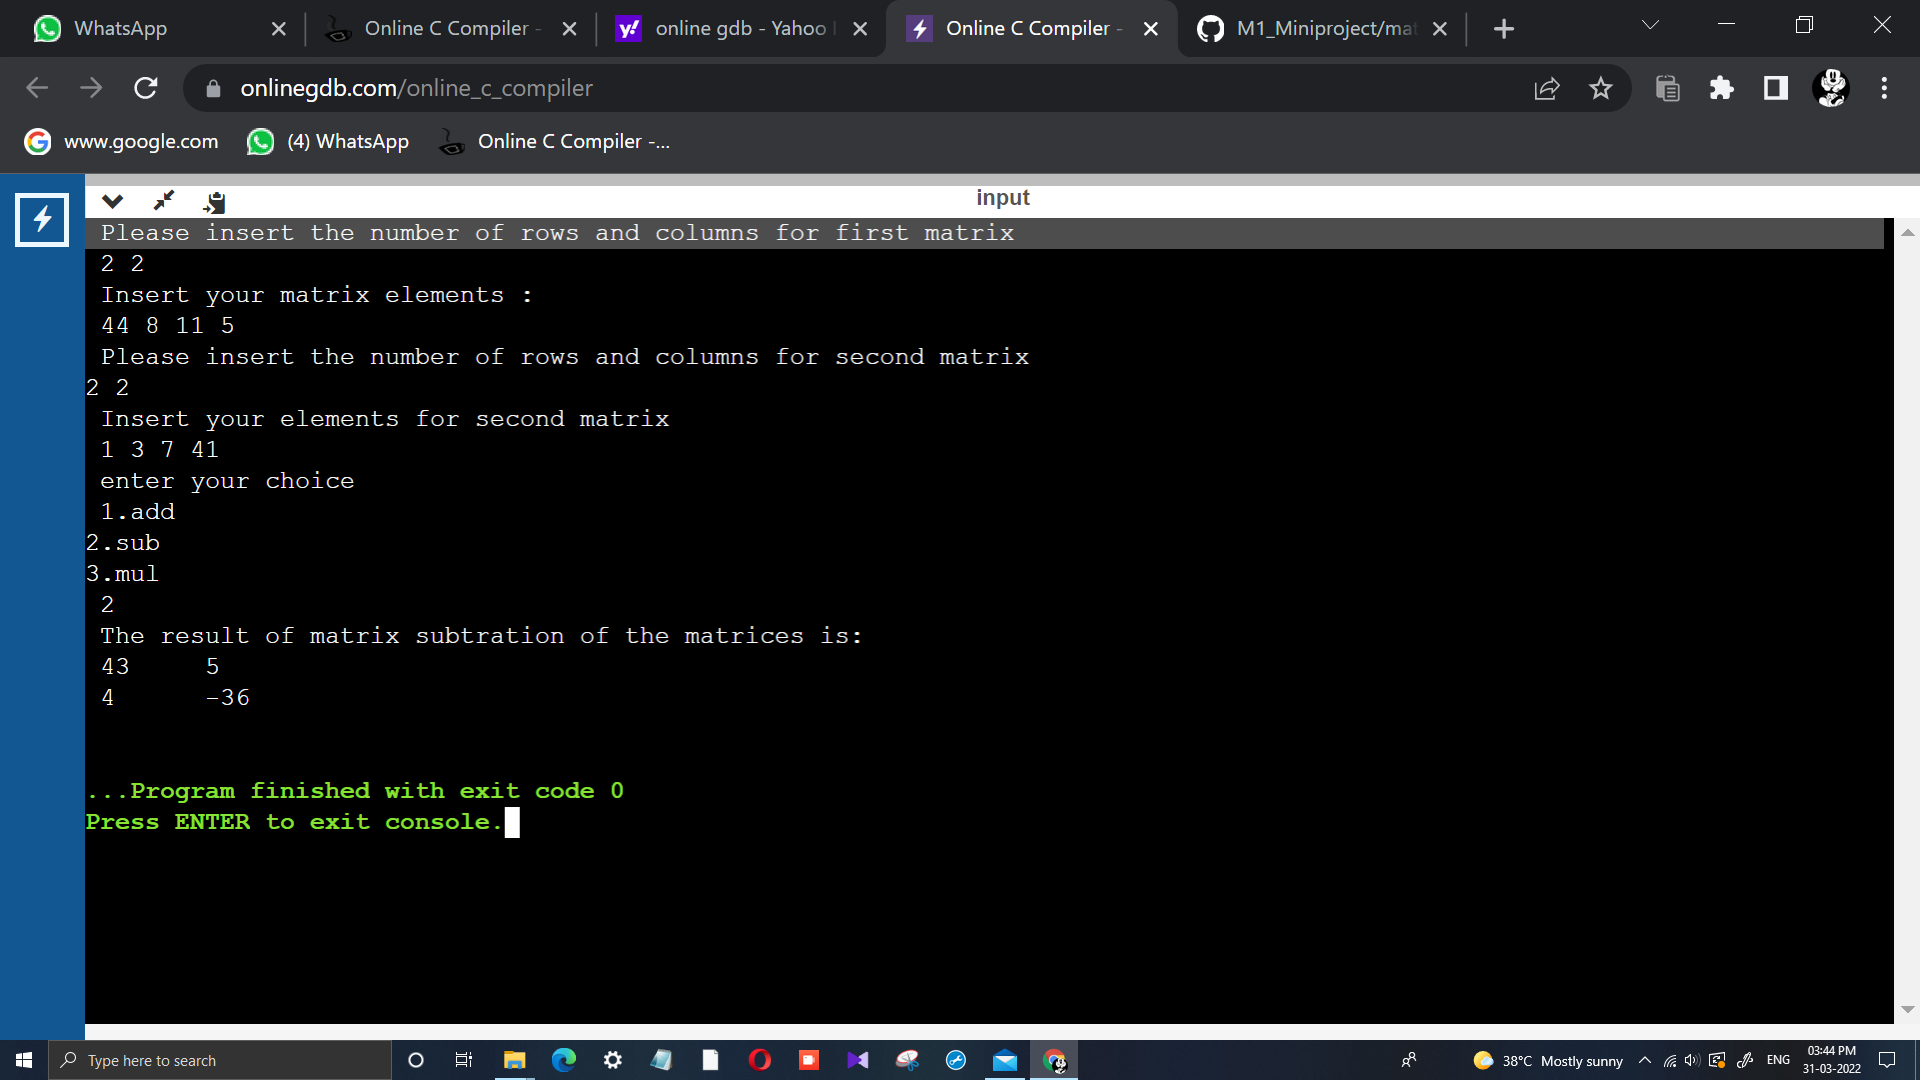 WhatsApp
Online C Compiler -
online gdb - Yahoo
Online C Compiler -
M1_Miniproject/mat
onlinegdb.com/online_c_compiler
www.google.com
(4) WhatsApp
Online C Compiler -...
input
Please insert the number of rows and columns for first matrix
2 2
Insert your matrix elements :
44 8 11 5
Please insert the number of rows and columns for second matrix
2 2
Insert your elements for second matrix
1 3 7 41
enter your choice
1.add
2.sub
3.mul
2
The result of matrix subtration of the matrices is:
43 5
4 -36
...Program finished with exit code 0
Press ENTER to exit console.
Type here to search
38°C Mostly sunny
ENG
03:44 PM
31-03-2022